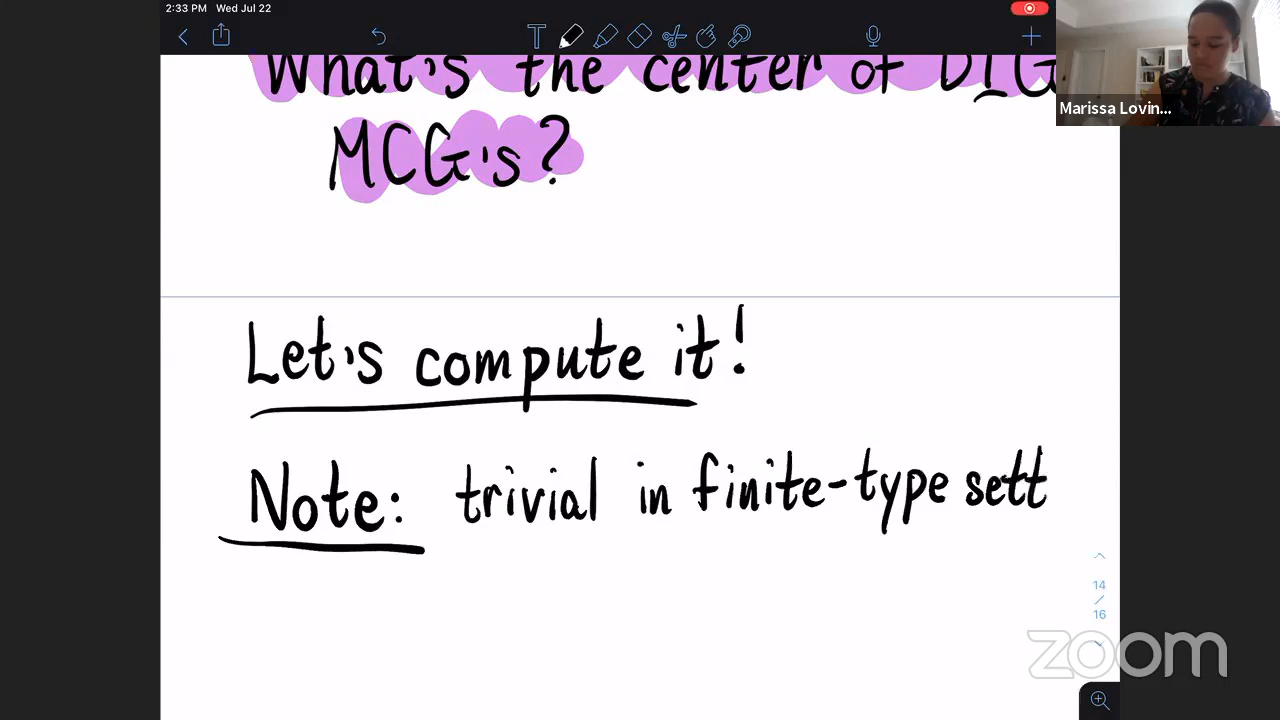 2:33 PM Wed Jul 22
What's the center of BIG
MCG's?
Marissa Lovin...
Let's compute it!
Note: trivial in finite-type sett
14
/
16
zoom